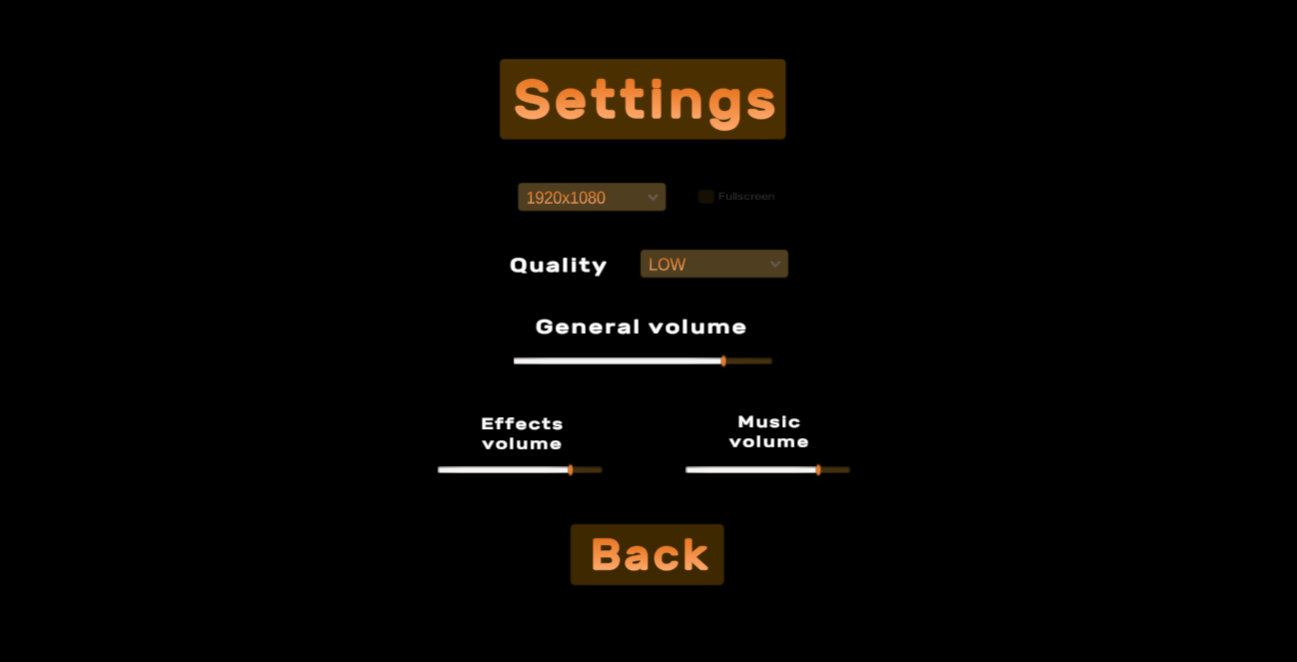 Settings
1920x1080 Fullscreen
Quality LOW
General volume
Effects
volume
Music
volume
Back